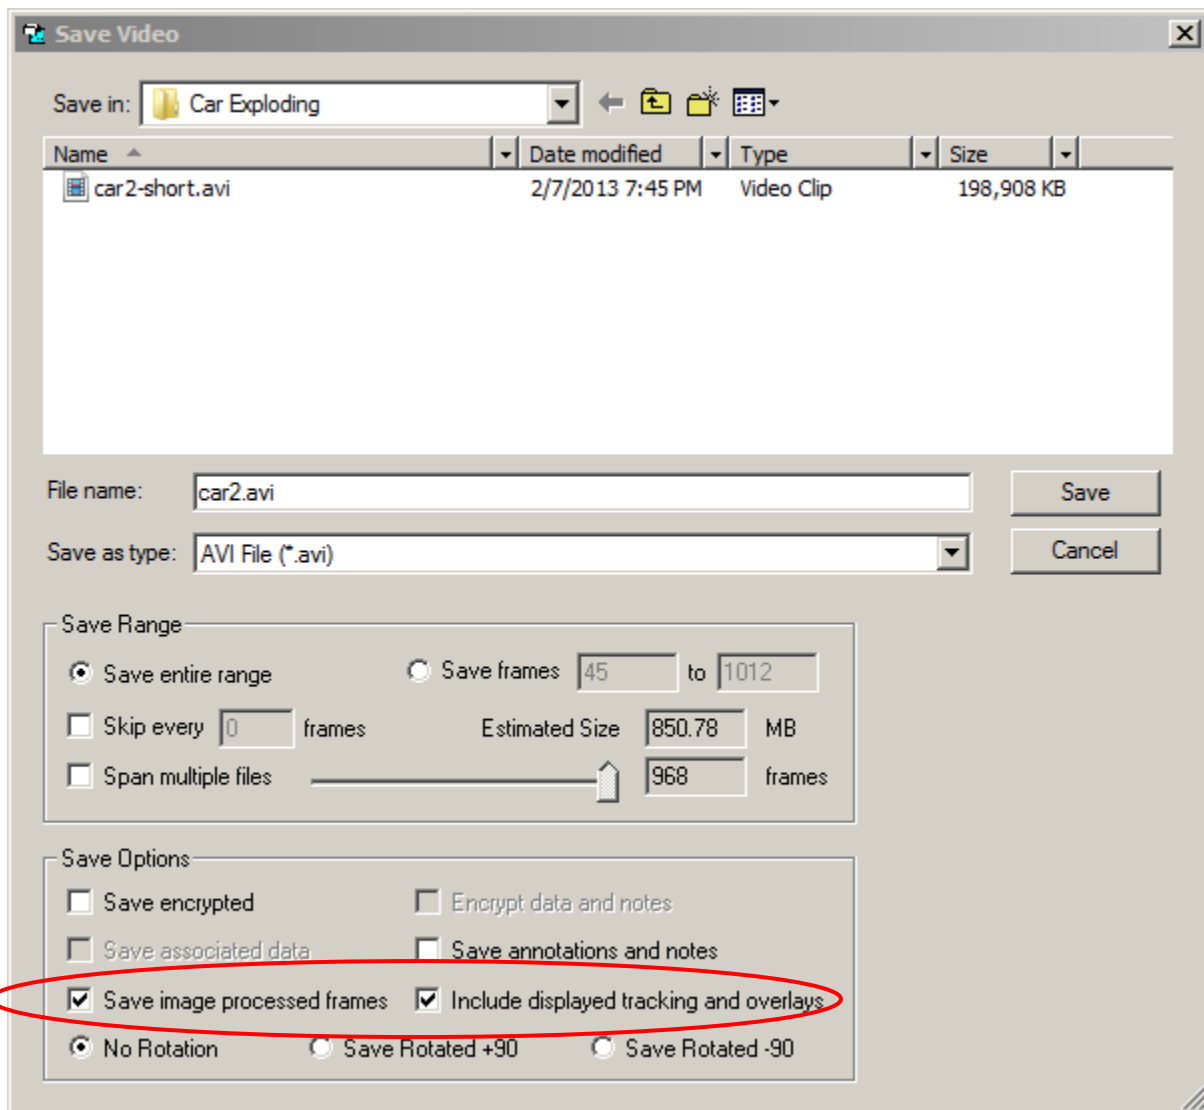 Save Video
Save in: Car Exploding
Name Date modified Type Size
car2-short.avi 2/7/2013 7:45 PM Video Clip 198,908 KB
File name: car2.avi Save
Save as type: AVI File (*.avi) Cancel
Save Range
Save entire range Save frames 45 to 1012
Skip every 0 frames Estimated Size 850.78 MB
Span multiple files 968 frames
Save Options
Save encrypted Encrypt data and notes
Save associated data Save annotations and notes
Save image processed frames Include displayed tracking and overlays
No Rotation Save Rotated +90 Save Rotated -90